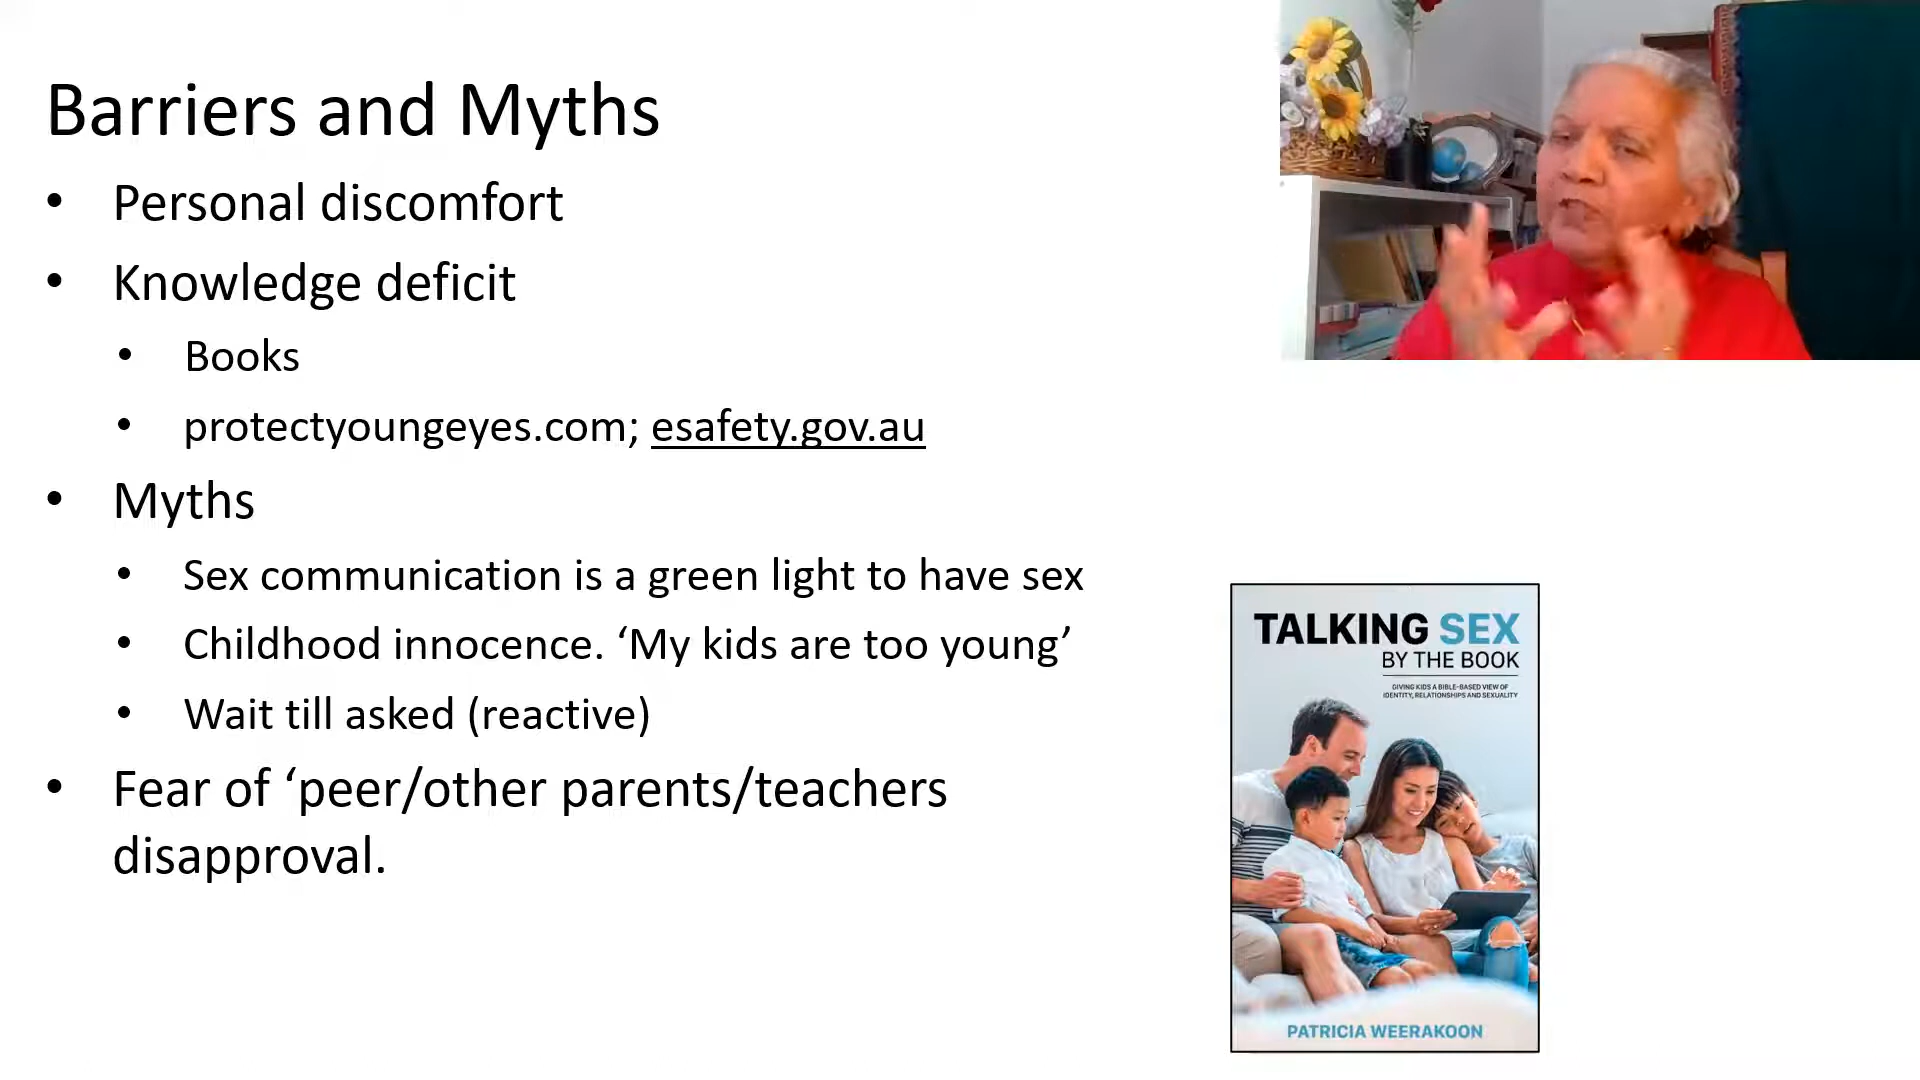 Barriers and Myths
• Personal discomfort
• Knowledge deficit
• Books
• protectyoungeyes.com; esafety.gov.au
• Myths
• Sex communication is a green light to have sex
• Childhood innocence. ‘My kids are too young’
• Wait till asked (reactive)
• Fear of ‘peer/other parents/teachers
disapproval.
TALKING SEX
BY THE BOOK
GIVING KIDS A BIBLE-BASED VIEW OF
IDENTITY, RELATIONSHIPS AND SEXUALITY
PATRICIA WEERAKOON